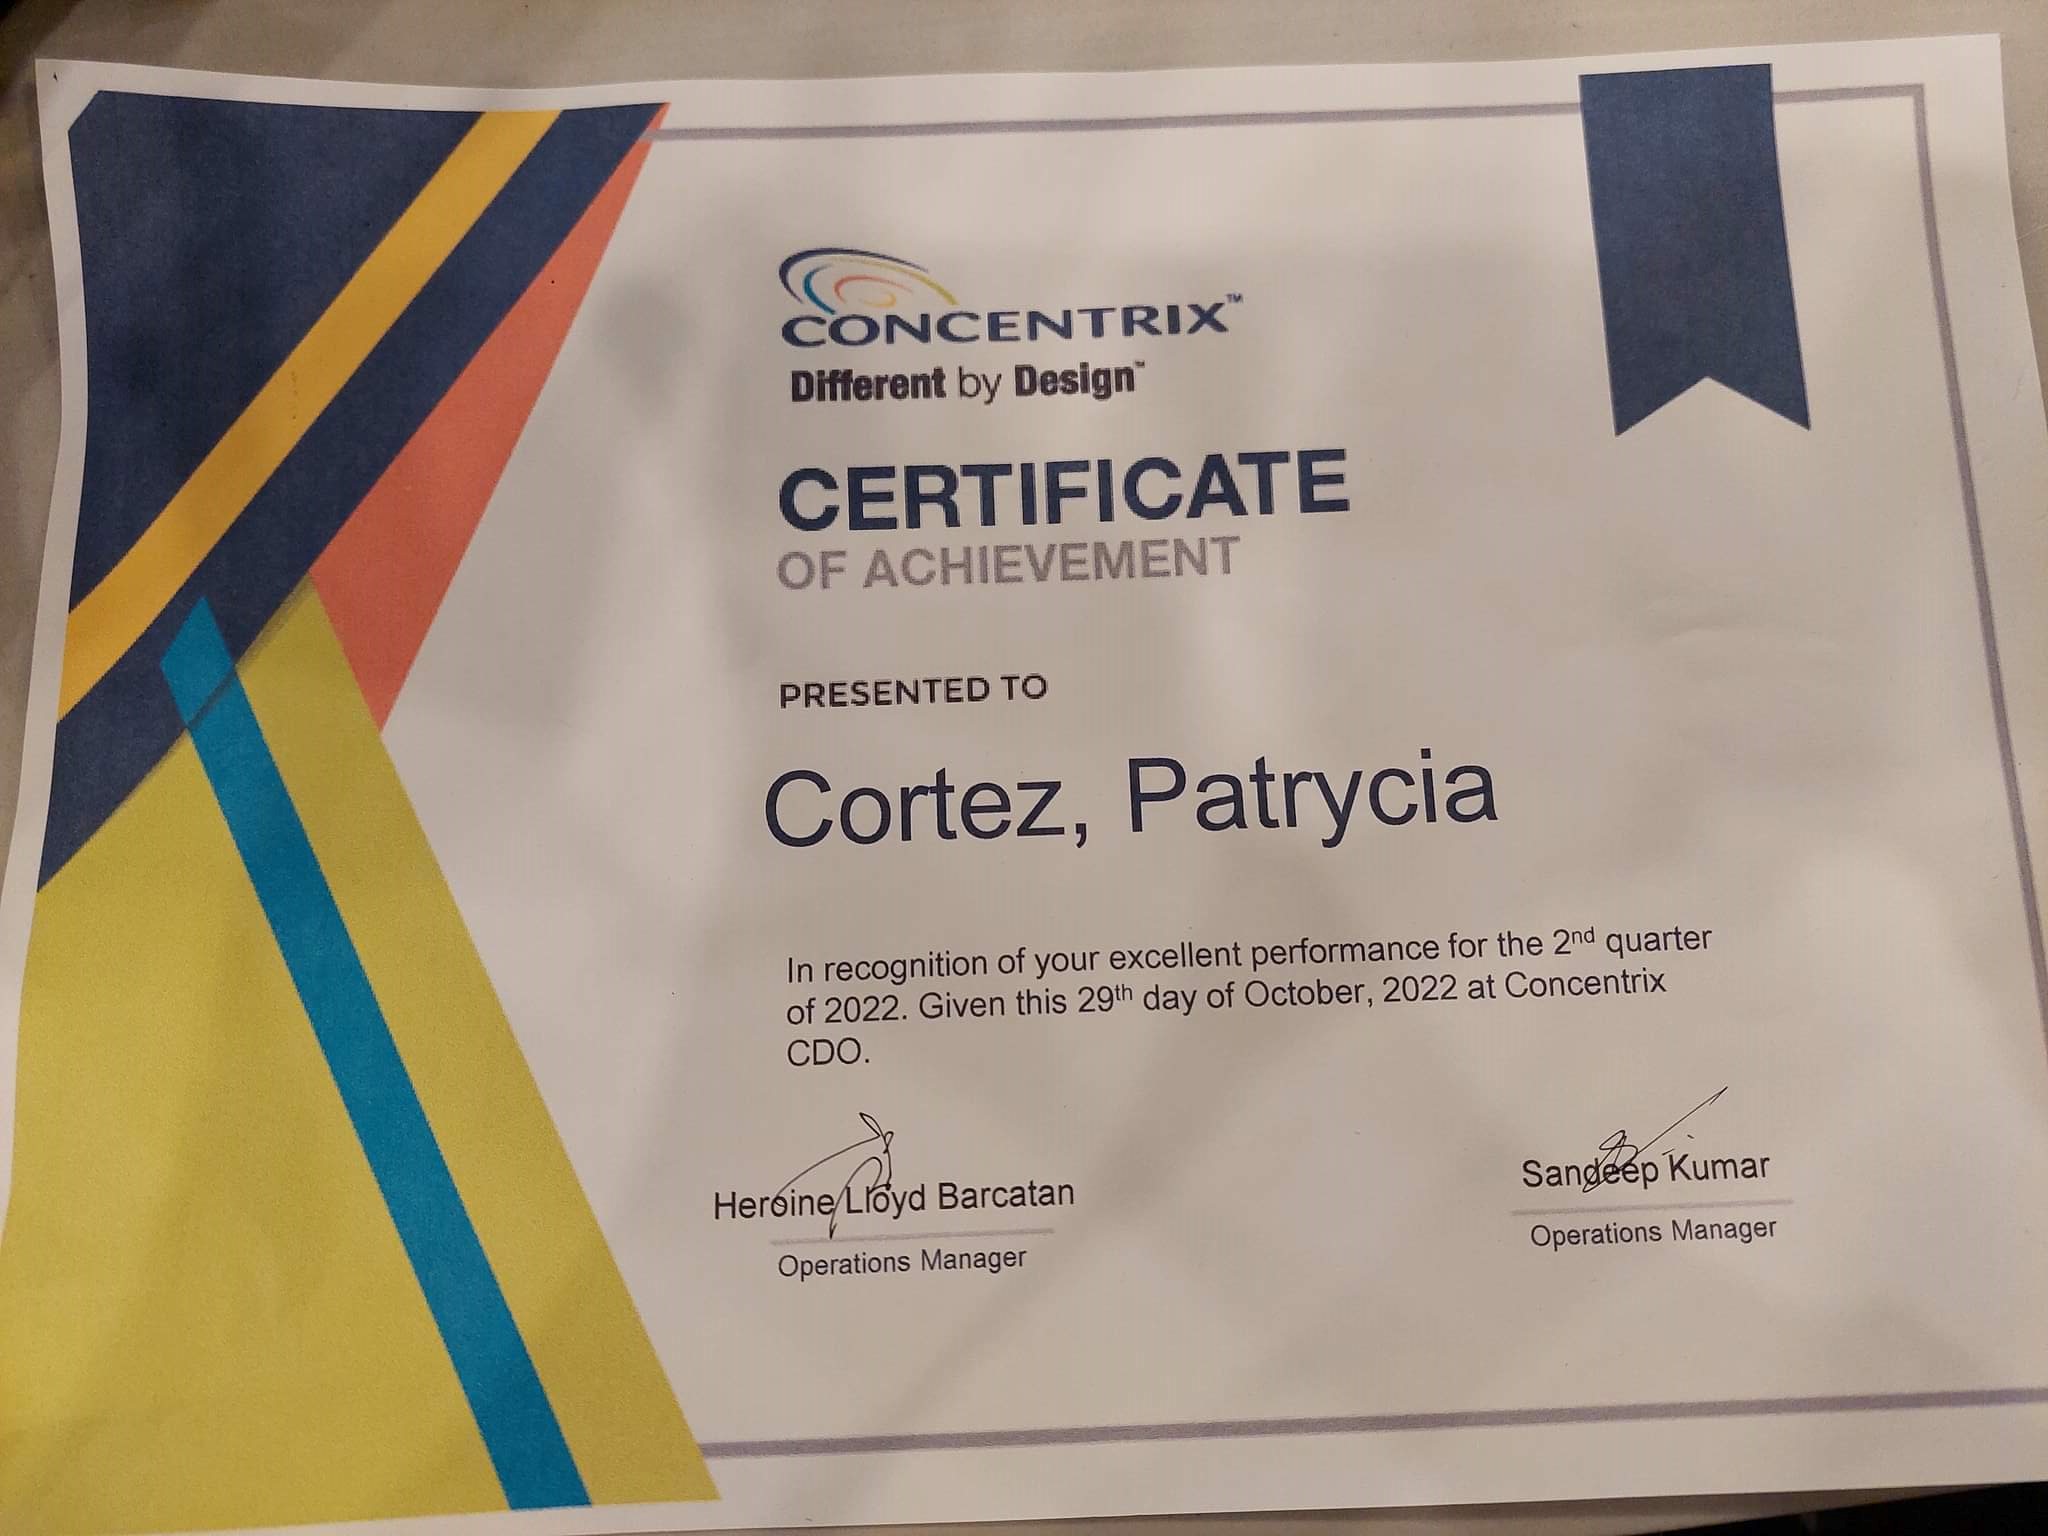 CONCENTRIX™
Different by Design™
CERTIFICATE
OF ACHIEVEMENT
PRESENTED TO
Cortez, Patrycia
In recognition of your excellent performance for the 2nd quarter
of 2022. Given this 29th day of October, 2022 at Concentrix
CDO.
Heroine Lloyd Barcatan
Operations Manager
Sandeep Kumar
Operations Manager